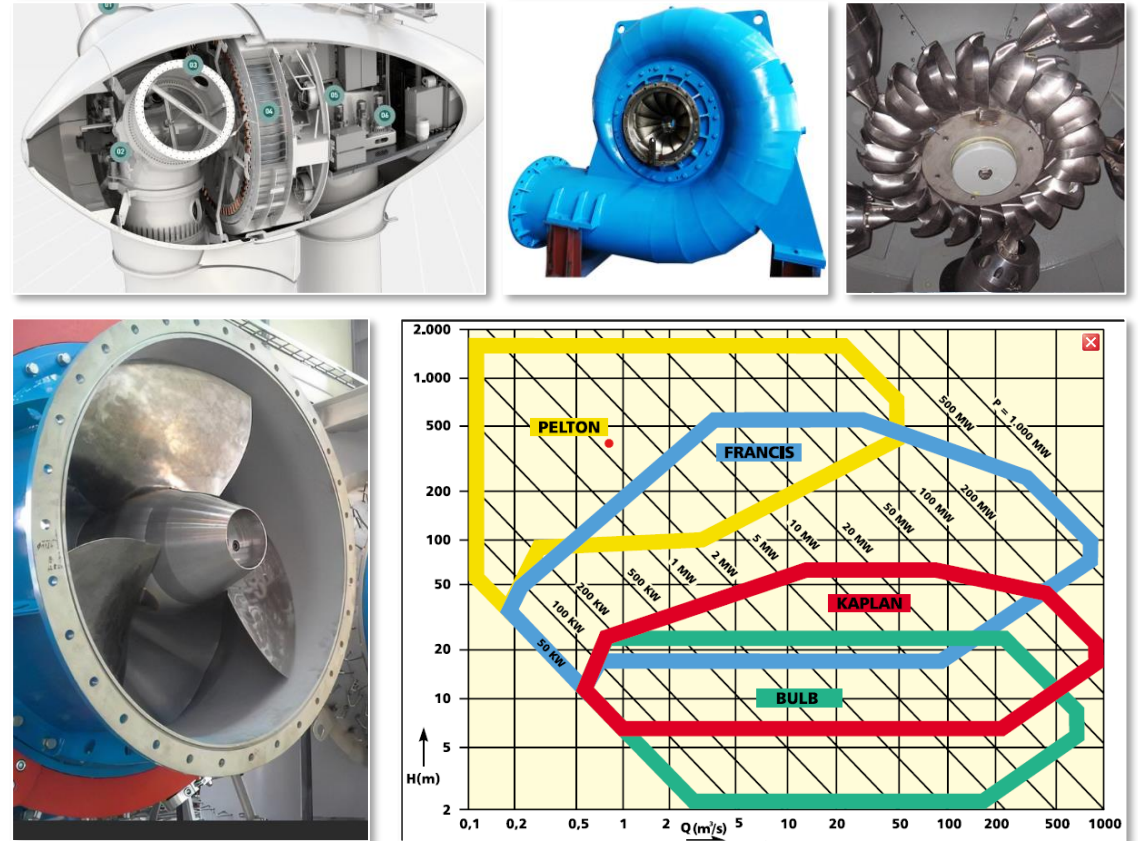 01
03
04
05
06
02
2.000
1.000
500
200
100
50
20
10
5
2
H(m)
PELTON
FRANCIS
KAPLAN
BULB
50 KW
100 KW
200 KW
500 KW
1 MW
2 MW
5 MW
10 MW
20 MW
50 MW
100 MW
200 MW
500 MW
P = 1.000 MW
0,1
0,2
0,5
1
2
Q (m³/s)
5
10
20
50
100
200
500
1000